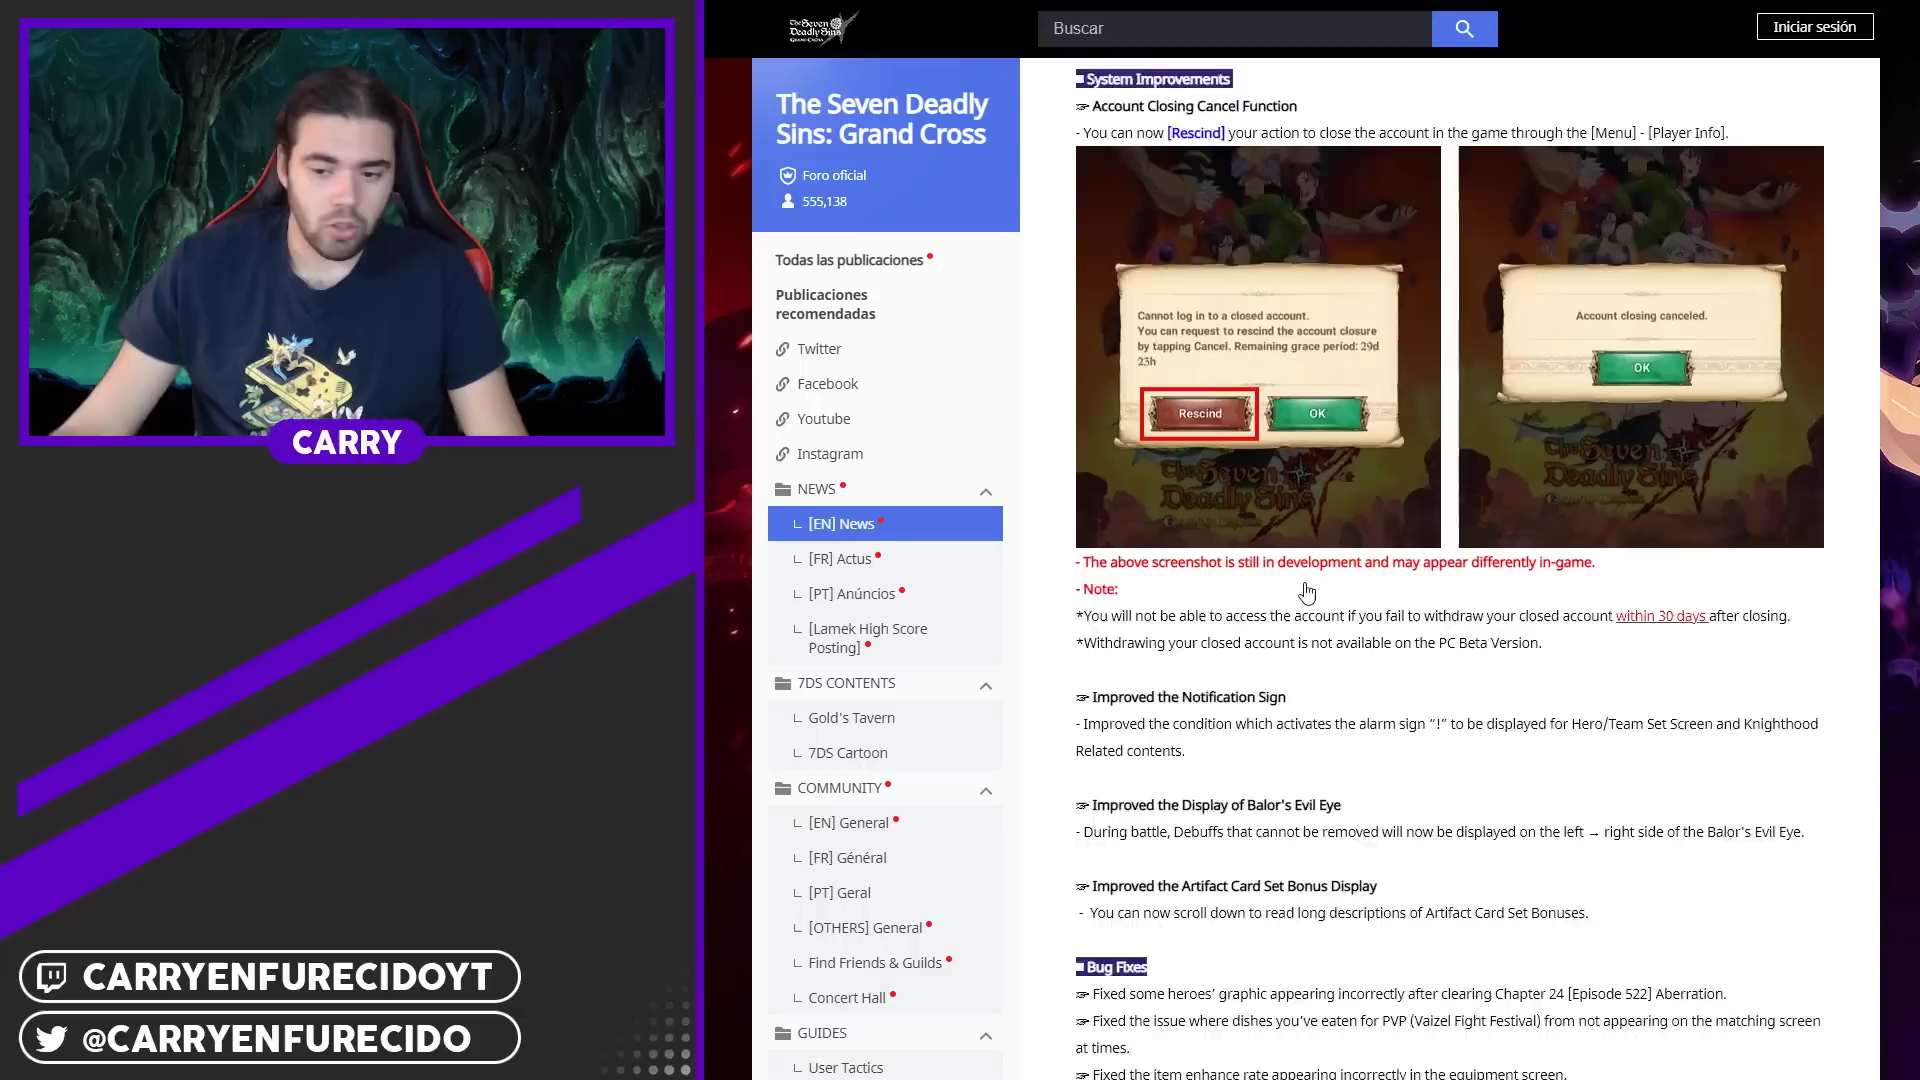 CARRY
CARRYENFURECIDOYT
@CARRYENFURECIDO
The Seven
Deadly Sins
GRAND CROSS
Buscar
Iniciar sesión
The Seven Deadly
Sins: Grand Cross
Foro oficial
555,138
Todas las publicaciones
Publicaciones
recomendadas
Twitter
Facebook
Youtube
Instagram
NEWS
[EN] News
[FR] Actus
[PT] Anúncios
[Lamek High Score
Posting]
7DS CONTENTS
Gold's Tavern
7DS Cartoon
COMMUNITY
[EN] General
[FR] Général
[PT] Geral
[OTHERS] General
Find Friends & Guilds
Concert Hall
GUIDES
User Tactics
■ System Improvements
☞ Account Closing Cancel Function
- You can now [Rescind] your action to close the account in the game through the [Menu] - [Player Info].
Cannot log in to a closed account.
You can request to rescind the account closure
by tapping Cancel. Remaining grace period: 29d
23h
Rescind
OK
The Seven
Deadly Sins
Account closing canceled.
OK
The Seven
Deadly Sins
- The above screenshot is still in development and may appear differently in-game.
- Note:
*You will not be able to access the account if you fail to withdraw your closed account within 30 days after closing.
*Withdrawing your closed account is not available on the PC Beta Version.
☞ Improved the Notification Sign
- Improved the condition which activates the alarm sign “!” to be displayed for Hero/Team Set Screen and Knighthood
Related contents.
☞ Improved the Display of Balor's Evil Eye
- During battle, Debuffs that cannot be removed will now be displayed on the left → right side of the Balor's Evil Eye.
☞ Improved the Artifact Card Set Bonus Display
- You can now scroll down to read long descriptions of Artifact Card Set Bonuses.
■ Bug Fixes
☞ Fixed some heroes’ graphic appearing incorrectly after clearing Chapter 24 [Episode 522] Aberration.
☞ Fixed the issue where dishes you’ve eaten for PVP (Vaizel Fight Festival) from not appearing on the matching screen
at times.
☞ Fixed the item enhance rate appearing incorrectly in the equipment screen.